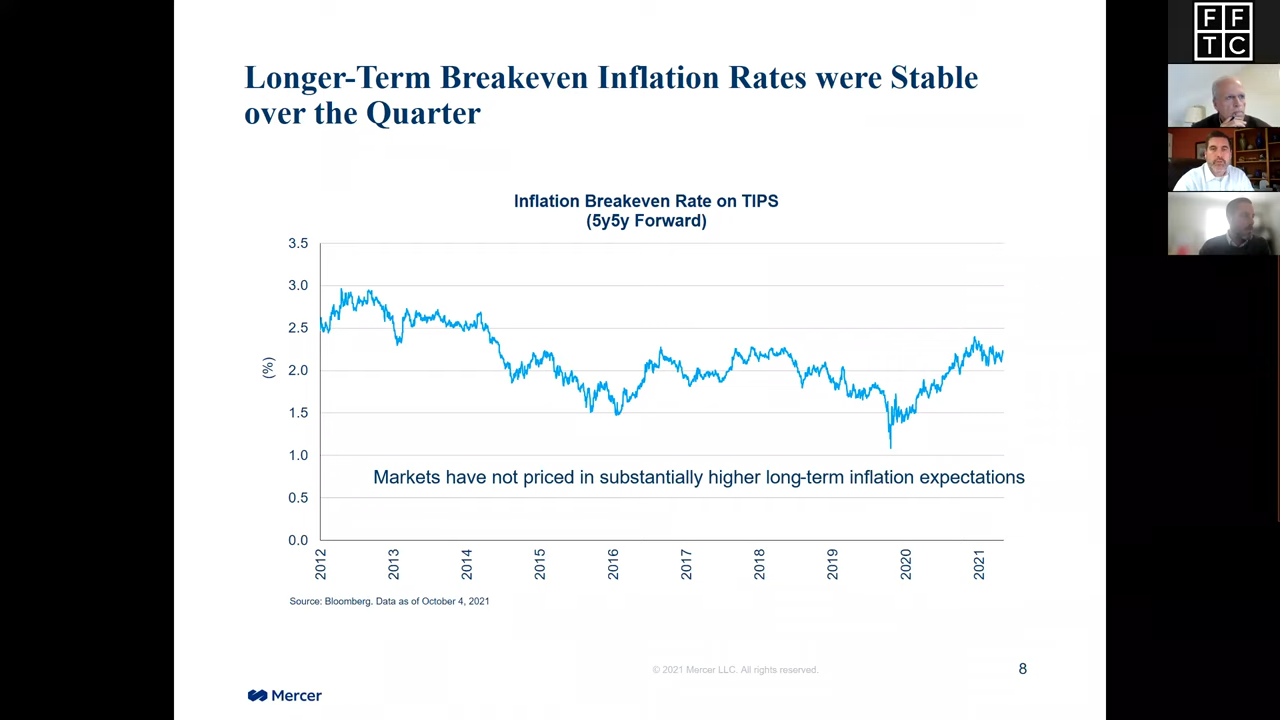 Longer-Term Breakeven Inflation Rates were Stable
over the Quarter
Inflation Breakeven Rate on TIPS
(5y5y Forward)
3.5
3.0
2.5
2.0
1.5
1.0
0.5
0.0
(%)
Markets have not priced in substantially higher long-term inflation expectations
2012
2013
2014
2015
2016
2017
2018
2019
2020
2021
Source: Bloomberg. Data as of October 4, 2021
© 2021 Mercer LLC. All rights reserved.
8
Mercer
F F
T C